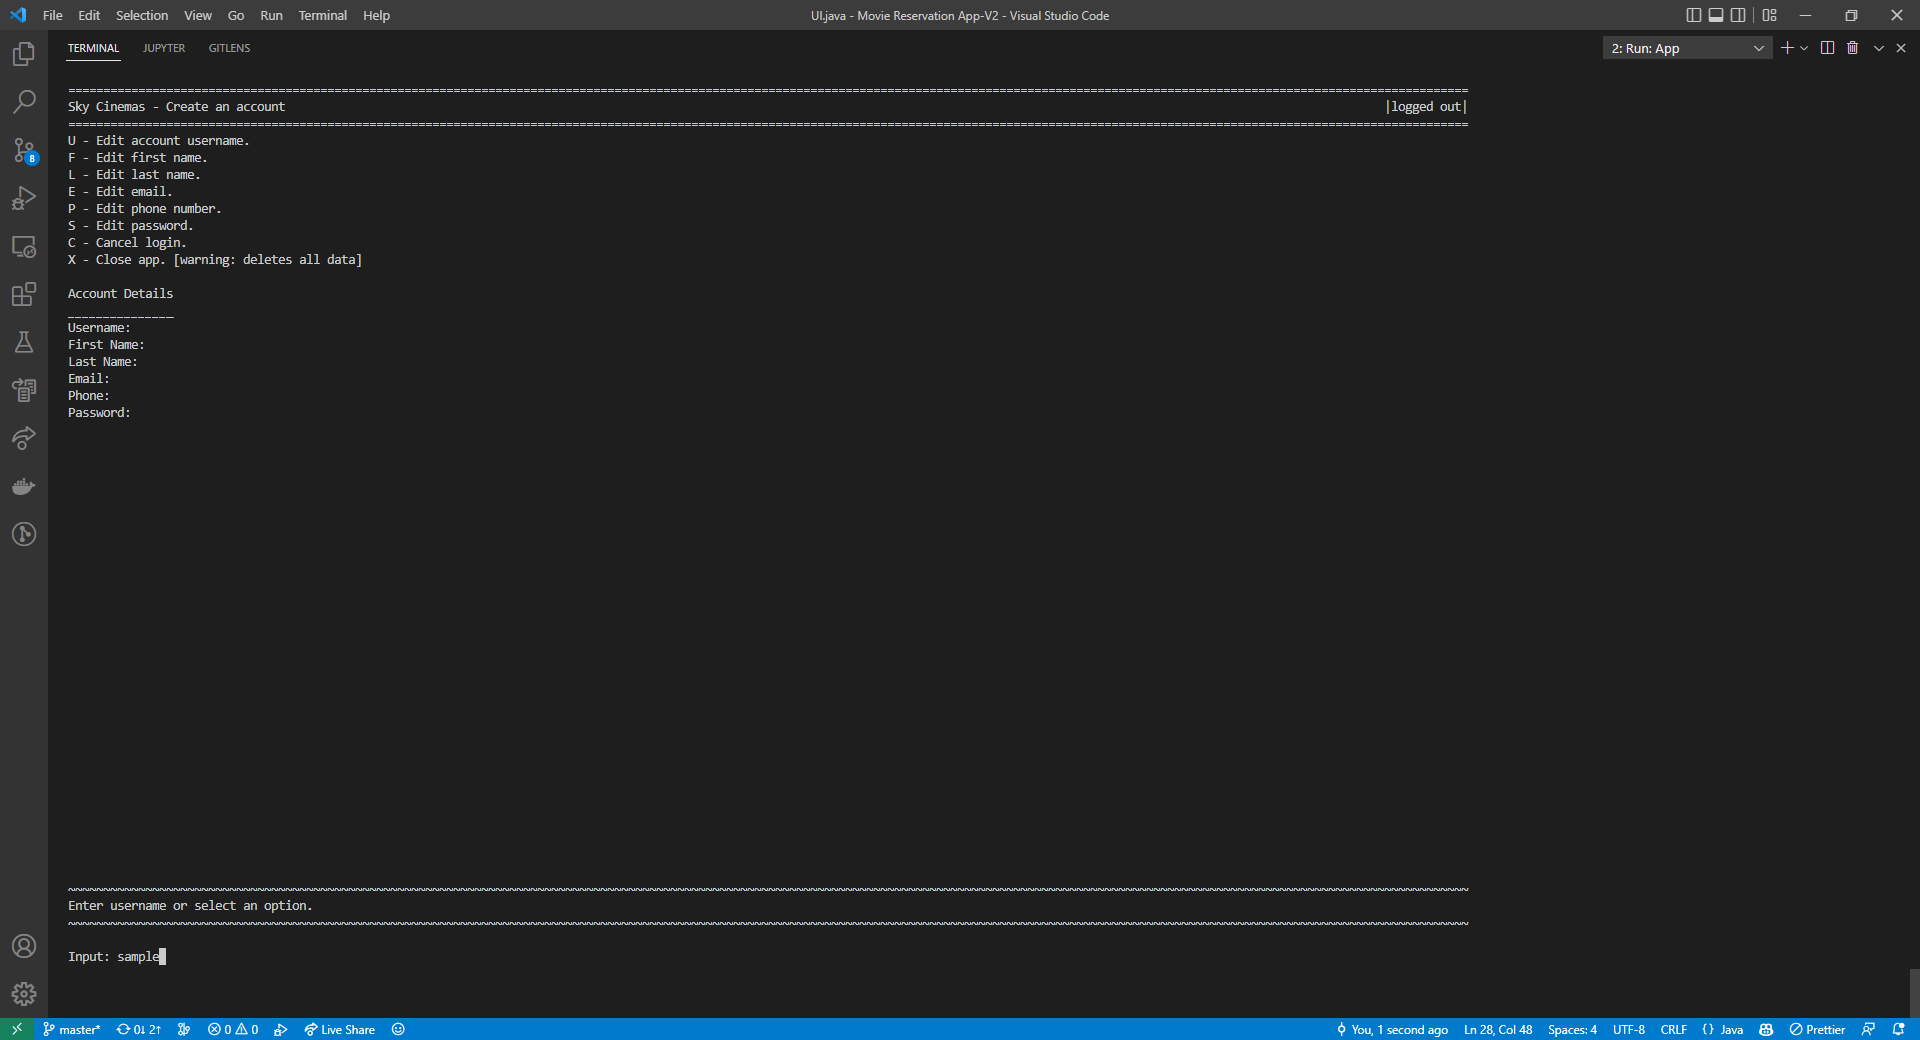 File Edit Selection View Go Run Terminal Help UI.java - Movie Reservation App-V2 - Visual Studio Code
TERMINAL JUPYTER GITLENS 2: Run: App
Sky Cinemas - Create an account |logged out|
U - Edit account username.
F - Edit first name.
L - Edit last name.
E - Edit email.
P - Edit phone number.
S - Edit password.
C - Cancel login.
X - Close app. [warning: deletes all data]
Account Details
_______________
Username:
First Name:
Last Name:
Email:
Phone:
Password:
Enter username or select an option.
Input: sample
8
master* 0↓ 2↑ 0 0 Live Share You, 1 second ago Ln 28, Col 48 Spaces: 4 UTF-8 CRLF {} Java Prettier